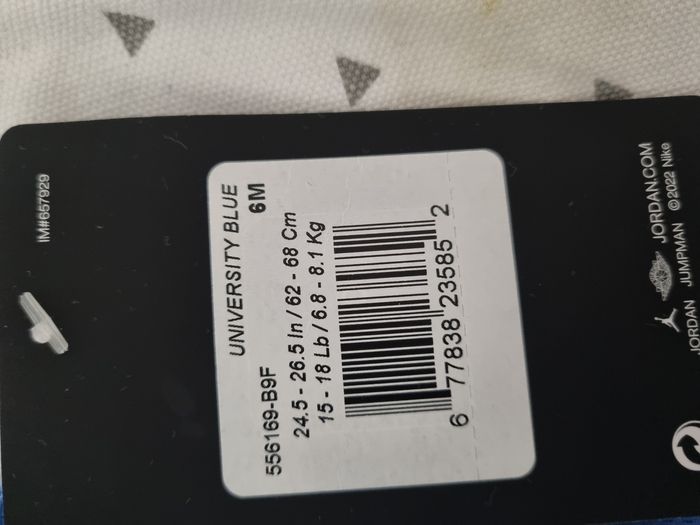 IM#657929
UNIVERSITY BLUE
6M
556169-B9F
24.5 - 26.5 In / 62 - 68 Cm
15 - 18 Lb / 6.8 - 8.1 Kg
6 77838 23585 2
JORDAN.COM
JORDAN JUMPMAN ©2022 Nike